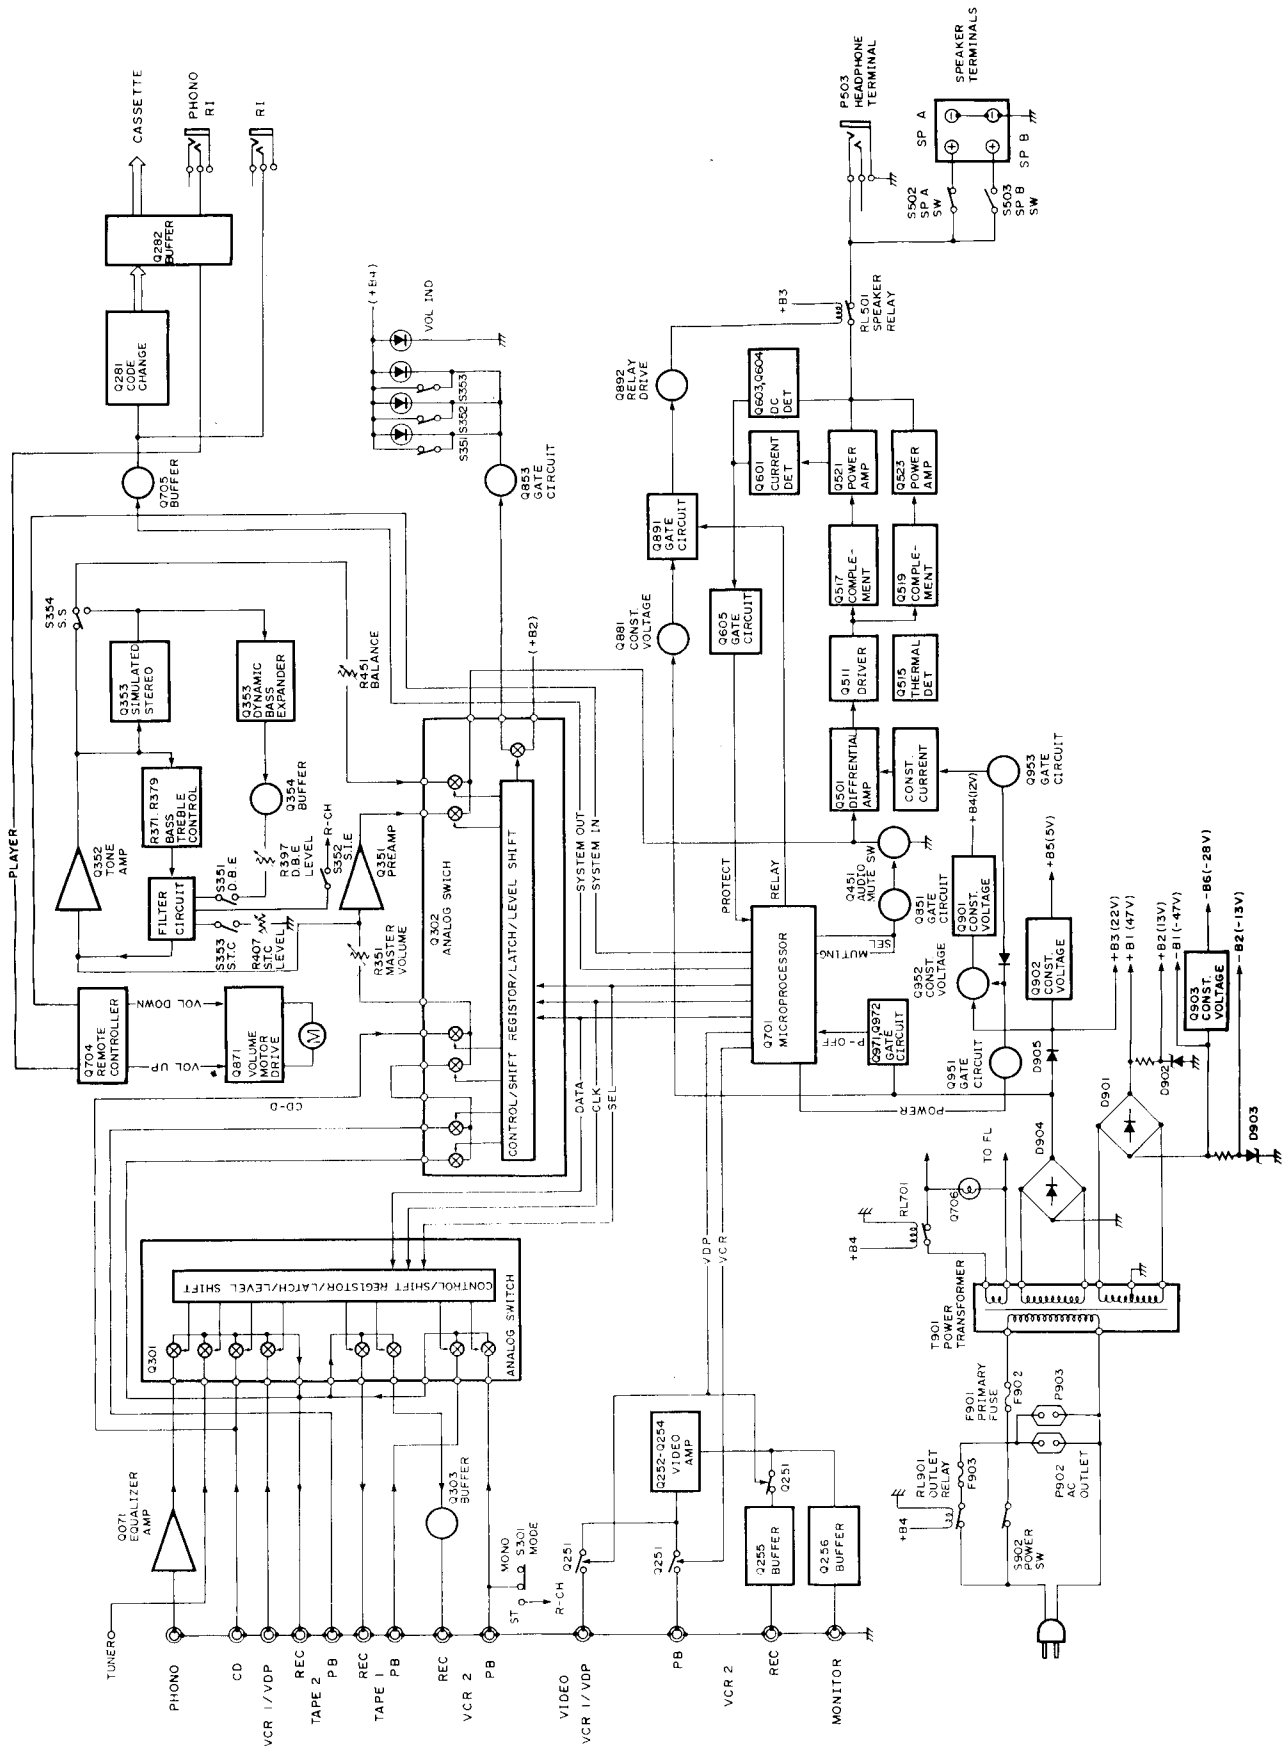 TUNER
PHONO
CD
VCR 1/VDP
REC
TAPE 2
PB
REC
TAPE 1
PB
REC
VCR 2
PB
VIDEO
VCR 1/VDP
PB
VCR 2
REC
MONITOR
Q071
EQUALIZER
AMP
Q303
BUFFER
MONO
S301
MODE
ST
R-CH
Q251
Q251
Q251
Q252-Q254
VIDEO
AMP
Q255
BUFFER
Q256
BUFFER
VDP
VCR
Q301
ANALOG SWITCH
CONTROL/SHIFT REGISTOR/LATCH/LEVEL SHIFT
DATA
CLK
SEL
CD-D
PLAYER
Q704
REMOTE
CONTROLLER
VOL UP
VOL DOWN
Q871
VOLUME
MOTOR
DRIVE
M
Q352
TONE
AMP
FILTER
CIRCUIT
R371, R379
BASS
TREBLE
CONTROL
Q353
SIMULATED
STEREO
S354
S.S
Q353
DYNAMIC
BASS
EXPANDER
Q354
BUFFER
R397
D.B.E
LEVEL
S351
D.B.E
S353
S.T.C
R407
S.T.C
LEVEL
S352
S.I.E
R-CH
R351
MASTER
VOLUME
Q351
PREAMP
R451
BALANCE
Q302
ANALOG SWICH
CONTROL/SHIFT REGISTOR/LATCH/LEVEL SHIFT
(+B2)
SYSTEM OUT
SYSTEM IN
Q705
BUFFER
Q281
CODE
CHANGE
Q282
BUFFER
CASSETTE
PHONO
RI
RI
(+B4)
VOL IND
S351
S352
S353
Q853
GATE
CIRCUIT
Q701
MICROPROCESSOR
PROTECT
RELAY
MUTING
SEL
P-OFF
POWER
Q971, Q972
GATE
CIRCUIT
Q451
AUDIO
MUTE SW
Q851
GATE
CIRCUIT
Q881
CONST.
VOLTAGE
Q891
GATE
CIRCUIT
Q892
RELAY
DRIVE
Q605
GATE
CIRCUIT
Q601
CURRENT
DET
Q603, Q604
DC
DET
Q501
DIFFRENTIAL
AMP
CONST.
CURRENT
Q511
DRIVER
Q515
THERMAL
DET
Q517
COMPLE-
MENT
Q519
COMPLE-
MENT
Q521
POWER
AMP
Q523
POWER
AMP
+B3
RL501
SPEAKER
RELAY
P503
HEADPHONE
TERMINAL
S502
SP A
SW
S503
SP B
SW
SP A
SP B
SPEAKER
TERMINALS
Q953
GATE
CIRCUIT
Q951
GATE
CIRCUIT
Q952
CONST
VOLTAGE
Q901
CONST.
VOLTAGE
+B4(12V)
Q902
CONST.
VOLTAGE
+B5(5V)
+B3(22V)
+B1(47V)
+B2(13V)
-B1(-47V)
Q903
CONST.
VOLTAGE
-B6(-28V)
-B2(-13V)
D905
D904
D901
D902
D903
+B4
RL701
Q706
TO FL
T901
POWER
TRANSFORMER
F901
PRIMARY
FUSE
F902
P903
P902
AC
OUTLET
RL901
OUTLET
RELAY
F903
+B4
S902
POWER
SW